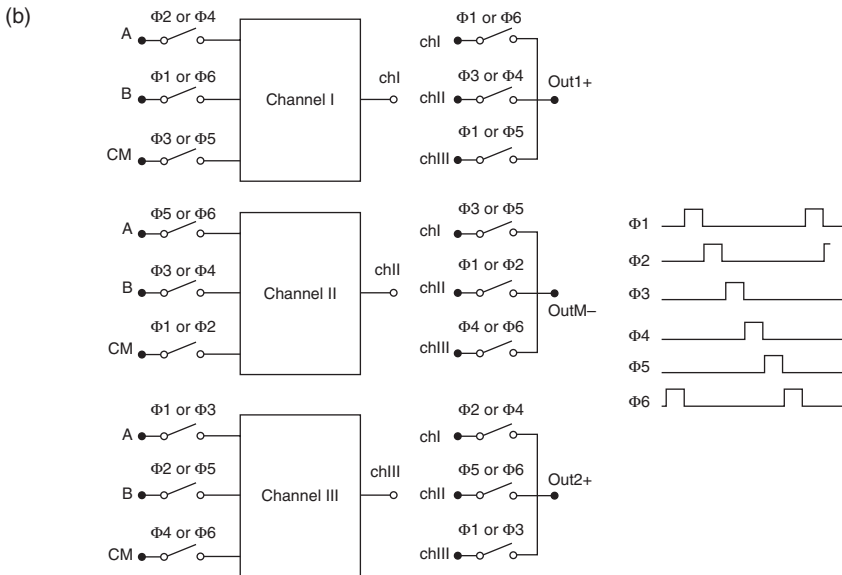 (b)
Φ2 or Φ4
A
Φ1 or Φ6
B
Φ3 or Φ5
CM
Channel I
chI
Φ1 or Φ6
chI
Φ3 or Φ4
chII
Φ1 or Φ5
chIII
Out1+
Φ5 or Φ6
A
Φ3 or Φ4
B
Φ1 or Φ2
CM
Channel II
chII
Φ3 or Φ5
chI
Φ1 or Φ2
chII
Φ4 or Φ6
chIII
OutM–
Φ1 or Φ3
A
Φ2 or Φ5
B
Φ4 or Φ6
CM
Channel III
chIII
Φ2 or Φ4
chI
Φ5 or Φ6
chII
Φ1 or Φ3
chIII
Out2+
Φ1
Φ2
Φ3
Φ4
Φ5
Φ6